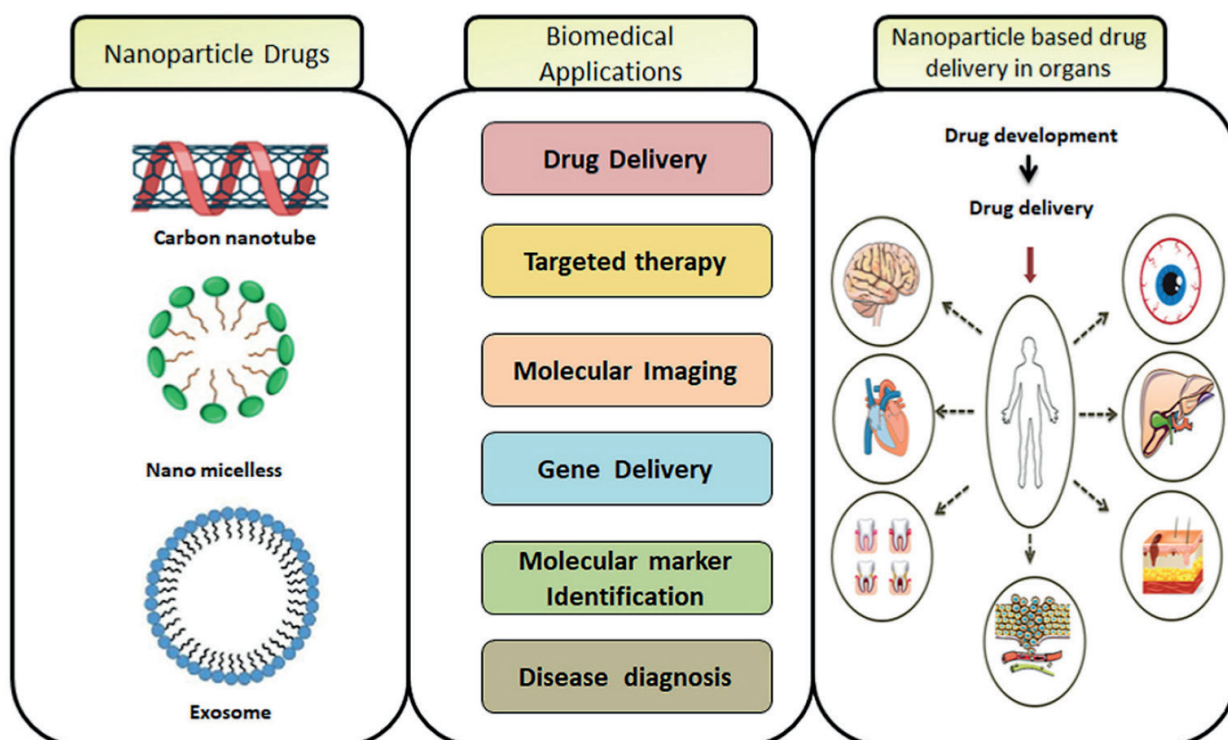 Nanoparticle Drugs
Carbon nanotube
Nano micelless
Exosome
Biomedical
Applications
Drug Delivery
Targeted therapy
Molecular Imaging
Gene Delivery
Molecular marker
Identification
Disease diagnosis
Nanoparticle based drug
delivery in organs
Drug development
Drug delivery